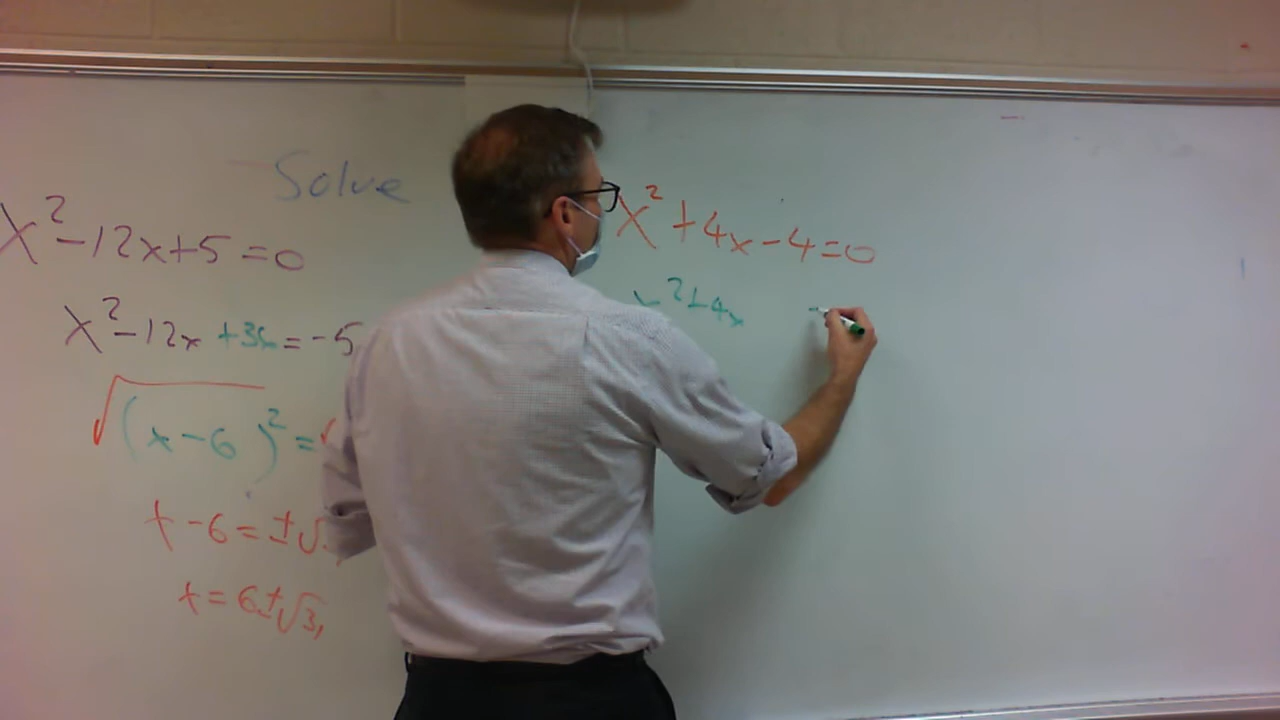 Solve
x² - 12x + 5 = 0
x² - 12x + 36 = -5
√(x - 6)² = √
x - 6 = ±√3
x = 6 ± √31
x² + 4x - 4 = 0
x² + 4x =